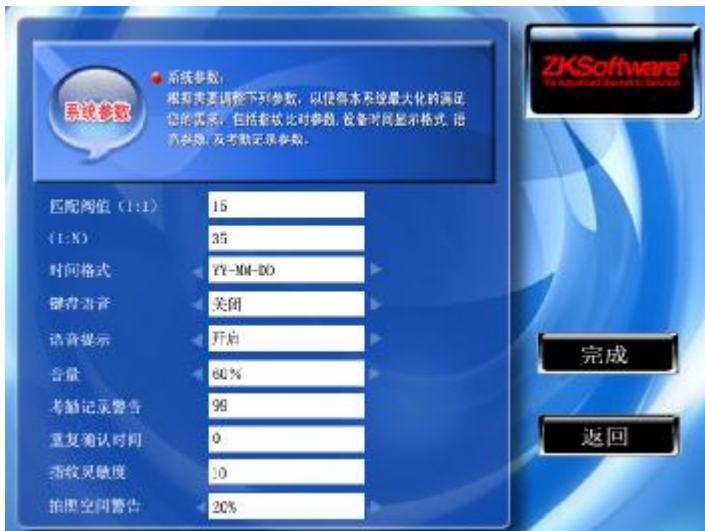 系统参数
系统参数:
根据需要调整下列参数，以使得本系统最大化的满足
您的需求，包括指纹比对参数,设备时间显示格式,语
音参数,及考勤记录参数。
ZKSoftware
匹配阀值（1:1） 15
(1:N) 35
时间格式 YY-MM-DD
键背语音 关闭
语音提示 开启
音量 60%
考勤记录警告 99
重复确认时间 0
指纹灵敏度 10
拍照空间警告 20%
完成
返回